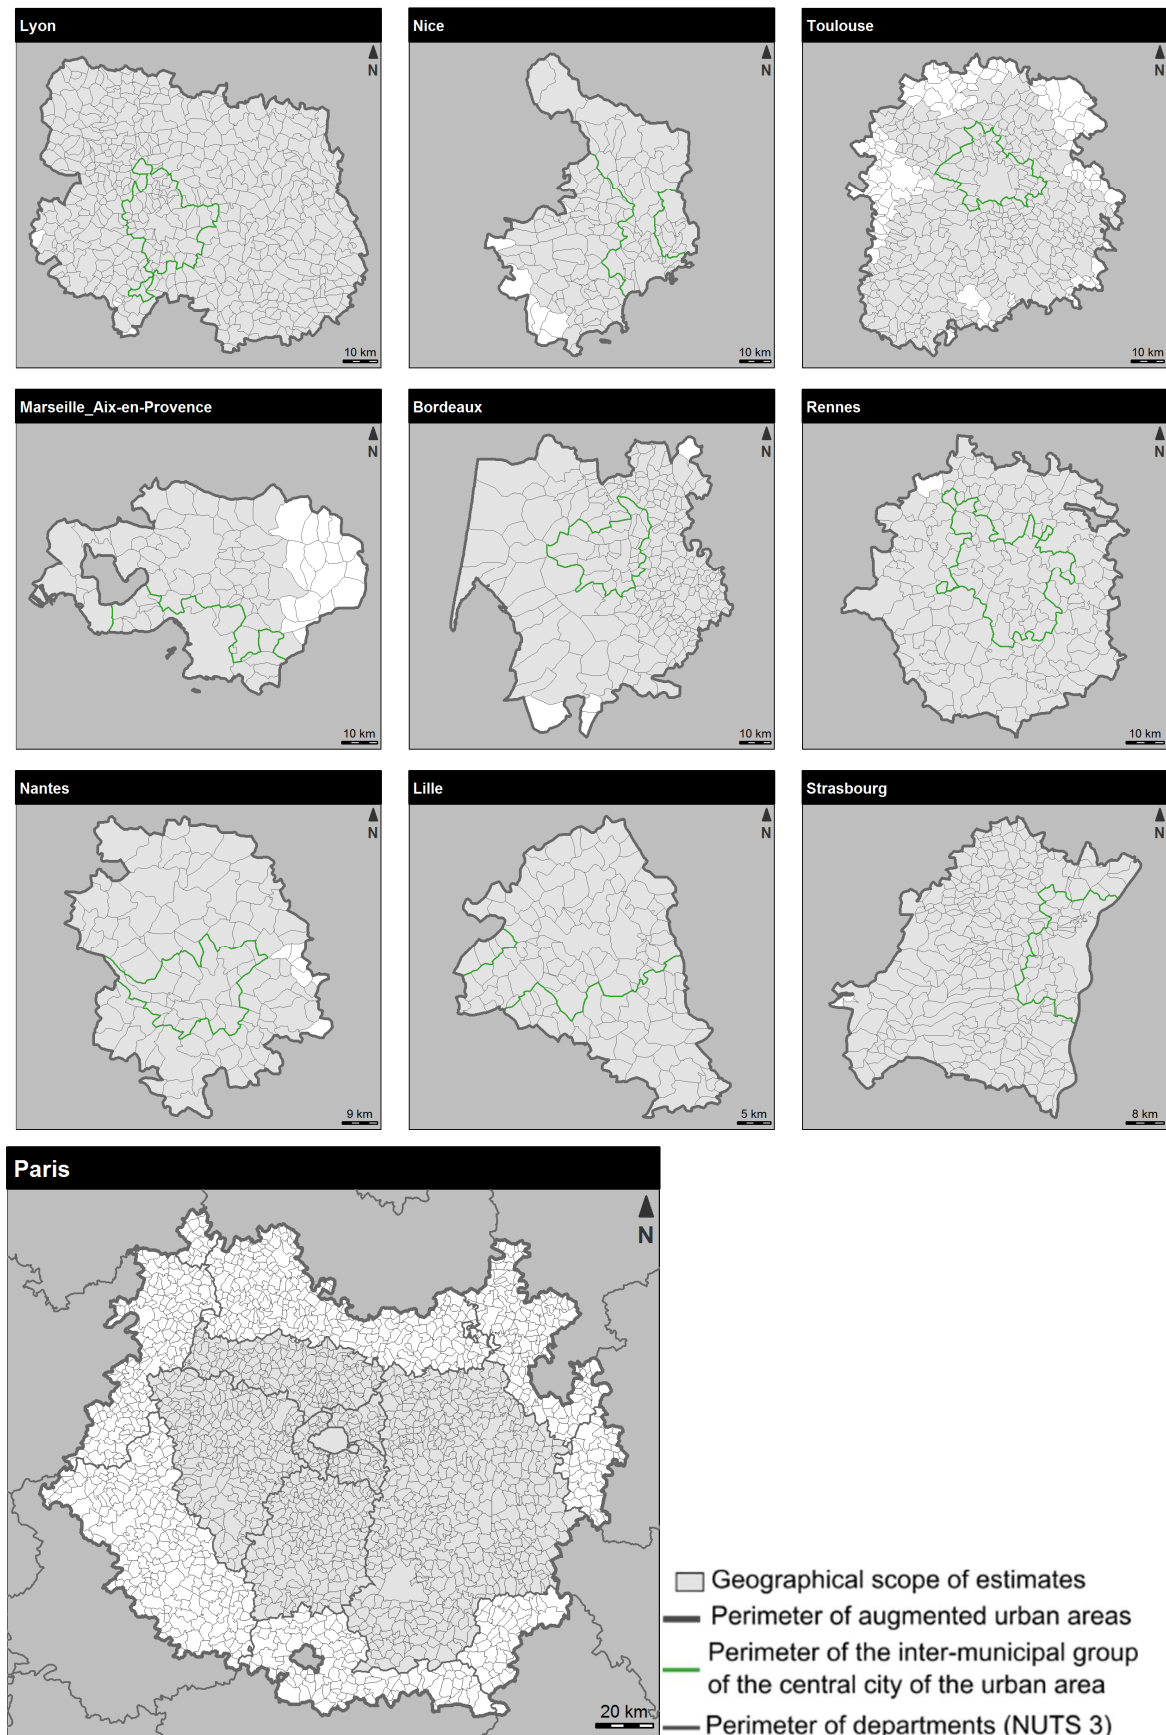 Lyon
N
10 km
Nice
N
10 km
Toulouse
N
10 km
Marseille_Aix-en-Provence
N
10 km
Bordeaux
N
10 km
Rennes
N
10 km
Nantes
N
9 km
Lille
N
5 km
Strasbourg
N
8 km
Paris
N
20 km
Geographical scope of estimates
Perimeter of augmented urban areas
Perimeter of the inter-municipal group
of the central city of the urban area
Perimeter of departments (NUTS 3)